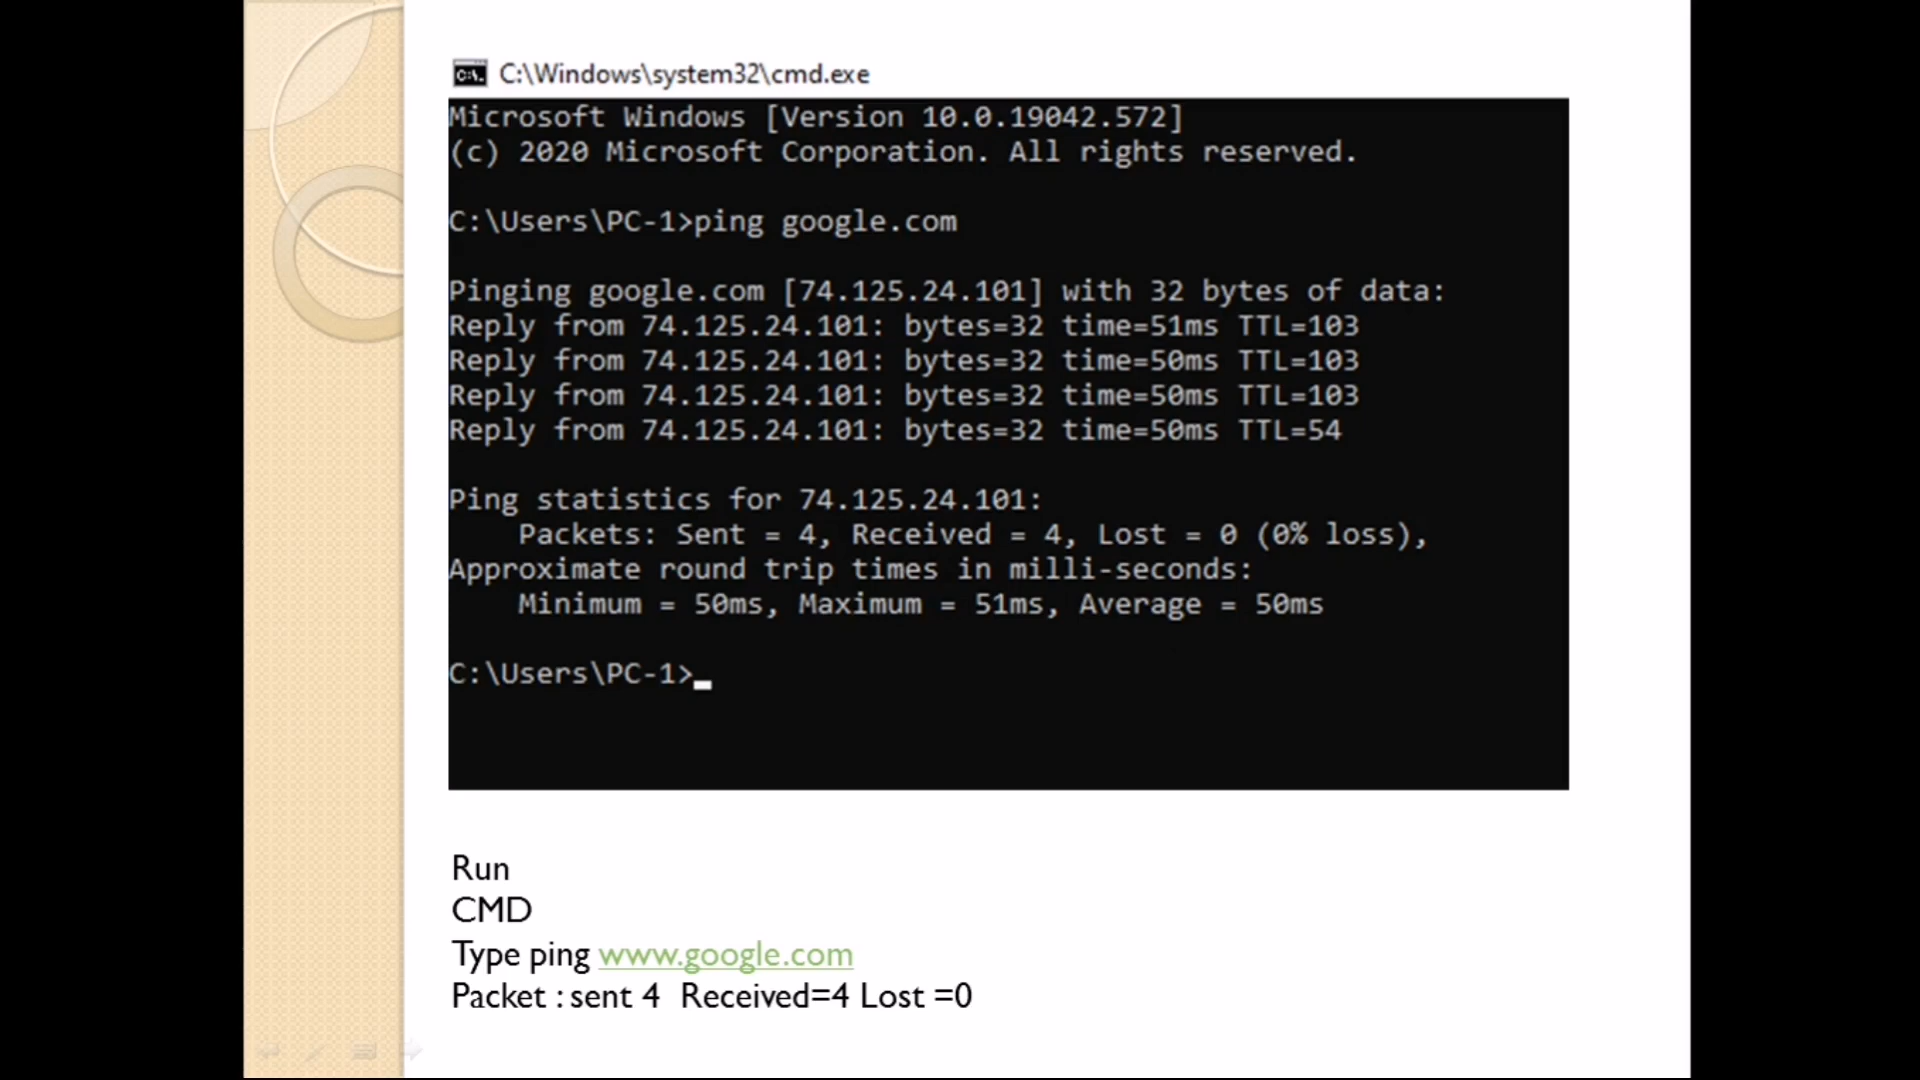 C:\Windows\system32\cmd.exe
Microsoft Windows [Version 10.0.19042.572]
(c) 2020 Microsoft Corporation. All rights reserved.
C:\Users\PC-1>ping google.com
Pinging google.com [74.125.24.101] with 32 bytes of data:
Reply from 74.125.24.101: bytes=32 time=51ms TTL=103
Reply from 74.125.24.101: bytes=32 time=50ms TTL=103
Reply from 74.125.24.101: bytes=32 time=50ms TTL=103
Reply from 74.125.24.101: bytes=32 time=50ms TTL=54
Ping statistics for 74.125.24.101:
Packets: Sent = 4, Received = 4, Lost = 0 (0% loss),
Approximate round trip times in milli-seconds:
Minimum = 50ms, Maximum = 51ms, Average = 50ms
C:\Users\PC-1>
Run
CMD
Type ping www.google.com
Packet : sent 4 Received=4 Lost =0